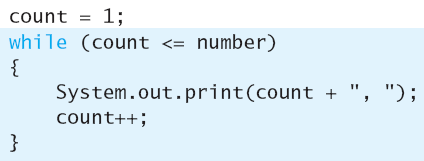 count = 1;
while (count <= number)
{
    System.out.print(count + ", ");
    count++;
}